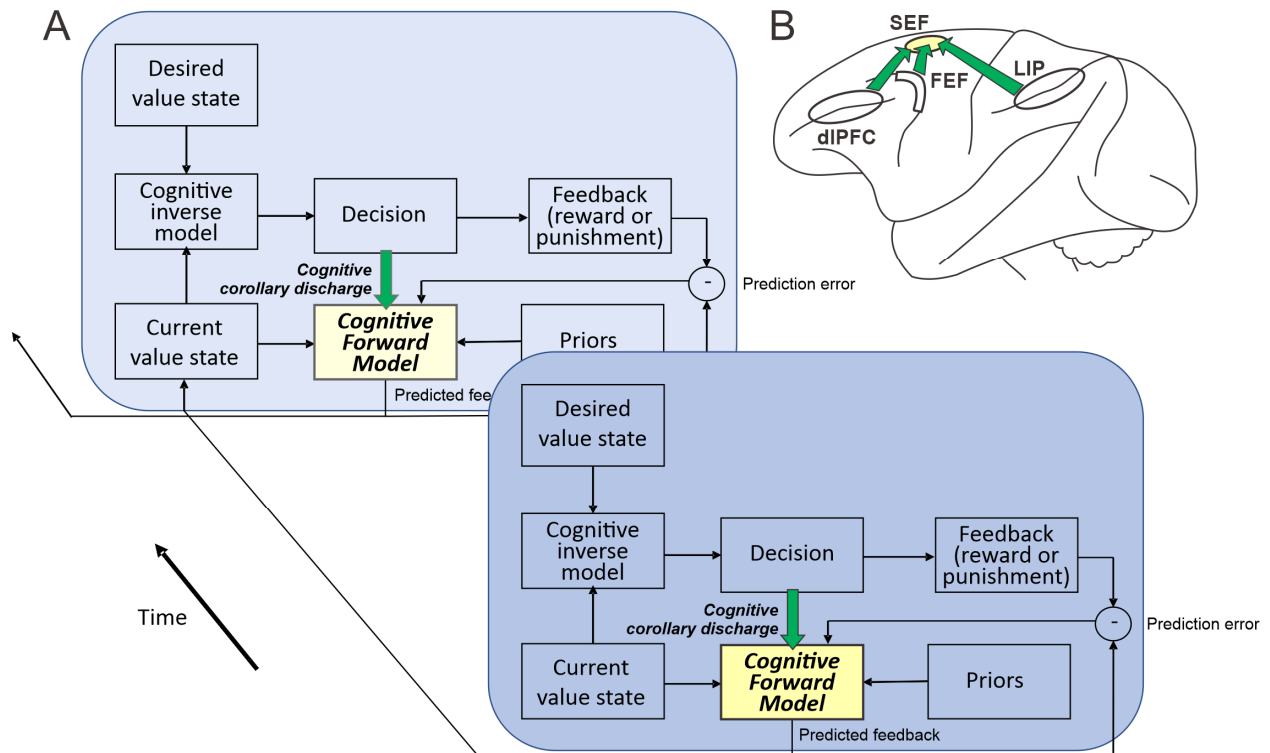 A
Desired
value state
Cognitive
inverse
model
Decision
Feedback
(reward or
punishment)
Cognitive
corollary discharge
-
Prediction error
Current
value state
Cognitive
Forward
Model
Priors
Predicted fee
B
SEF
FEF
LIP
dlPFC
Time
Desired
value state
Cognitive
inverse
model
Decision
Feedback
(reward or
punishment)
Cognitive
corollary discharge
-
Prediction error
Current
value state
Cognitive
Forward
Model
Priors
Predicted feedback